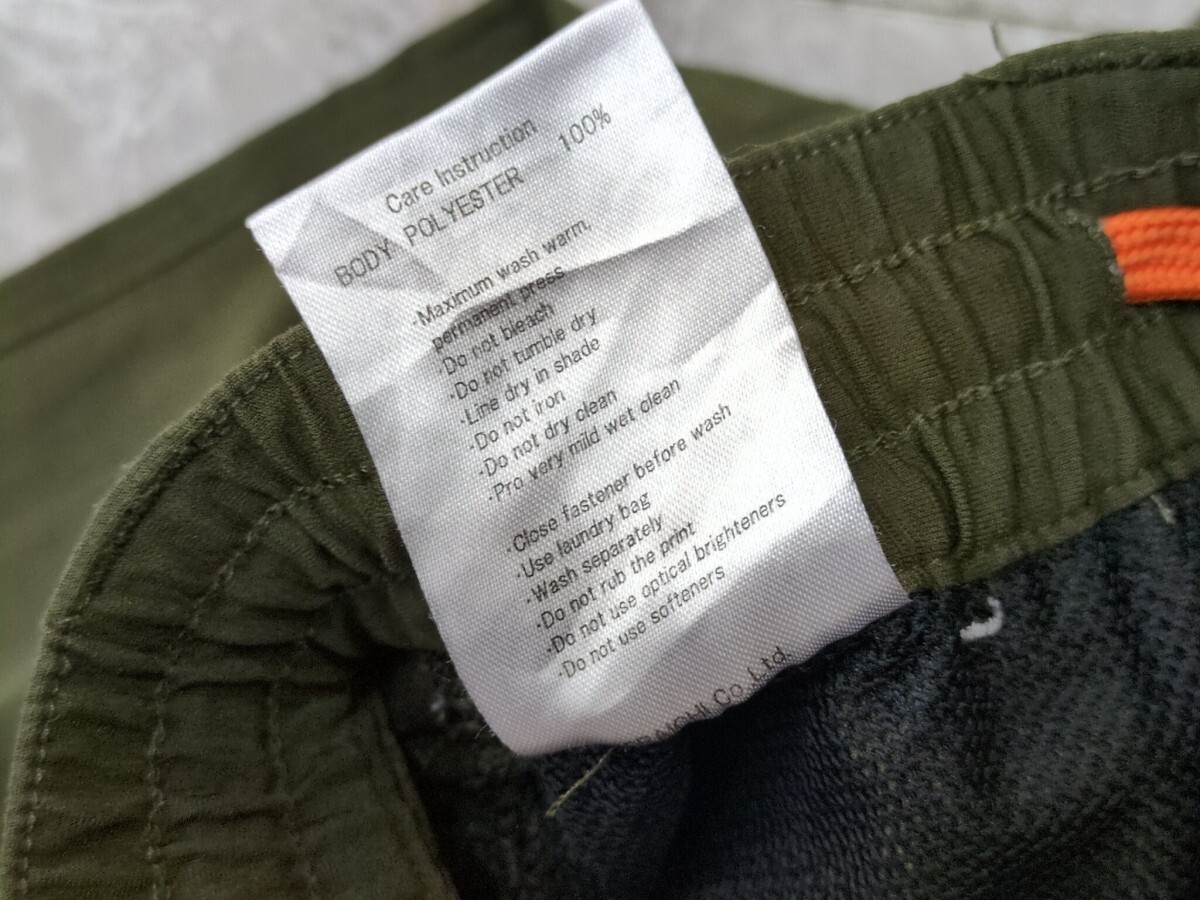 Care Instruction
BODY POLYESTER 100%
·Maximum wash warm,
permanent press
·Do not bleach
·Do not tumble dry
·Line dry in shade
·Do not iron
·Do not dry clean
·Pro very mild wet clean
·Close fastener before wash
·Use laundry bag
·Wash separately
·Do not rub the print
·Do not use optical brighteners
·Do not use softeners
Co.,Ltd.